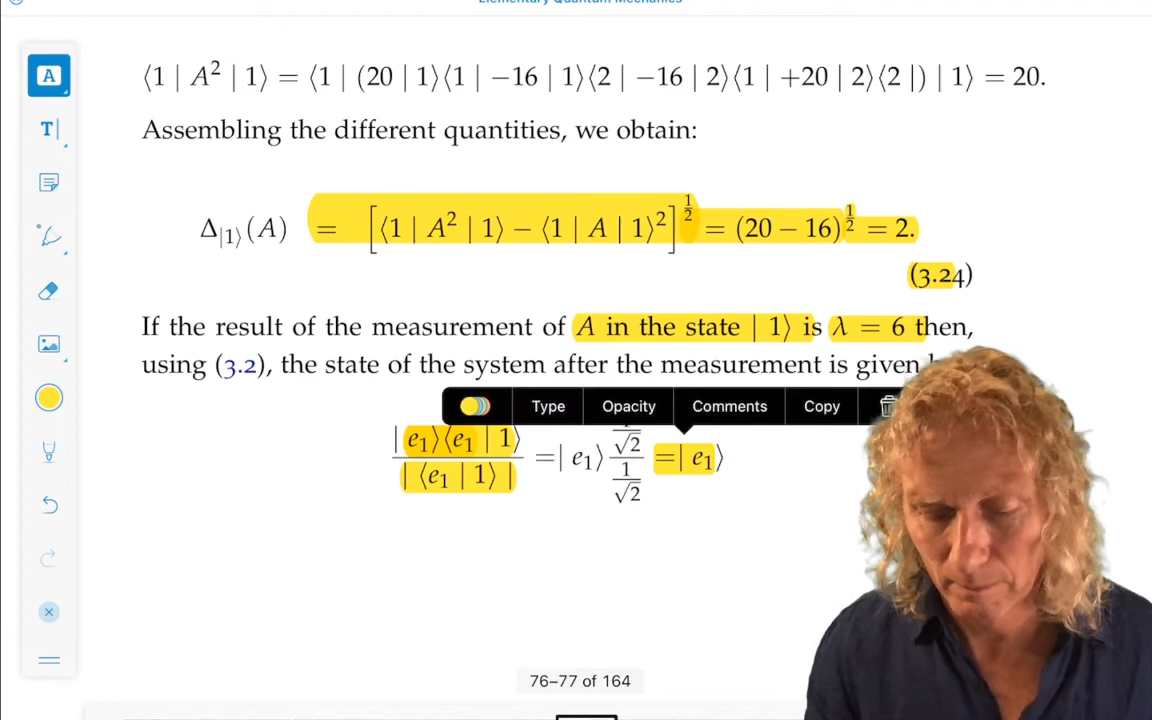 Elementary Quantum Mechanics
⟨1 | A² | 1⟩ = ⟨1 | (20 | 1⟩⟨1 | −16 | 1⟩⟨2 | −16 | 2⟩⟨1 | +20 | 2⟩⟨2 |) | 1⟩ = 20.
Assembling the different quantities, we obtain:
Δ|1⟩(A) = [⟨1 | A² | 1⟩ − ⟨1 | A | 1⟩²]^{1/2} = (20 − 16)^{1/2} = 2.
(3.24)
If the result of the measurement of A in the state | 1⟩ is λ = 6 then,
using (3.2), the state of the system after the measurement is given
Type Opacity Comments Copy
| e₁⟩⟨e₁ | 1⟩
| ⟨e₁ | 1⟩ |
=| e₁⟩ 1/√2 / 1/√2 =| e₁⟩
76–77 of 164
A
T